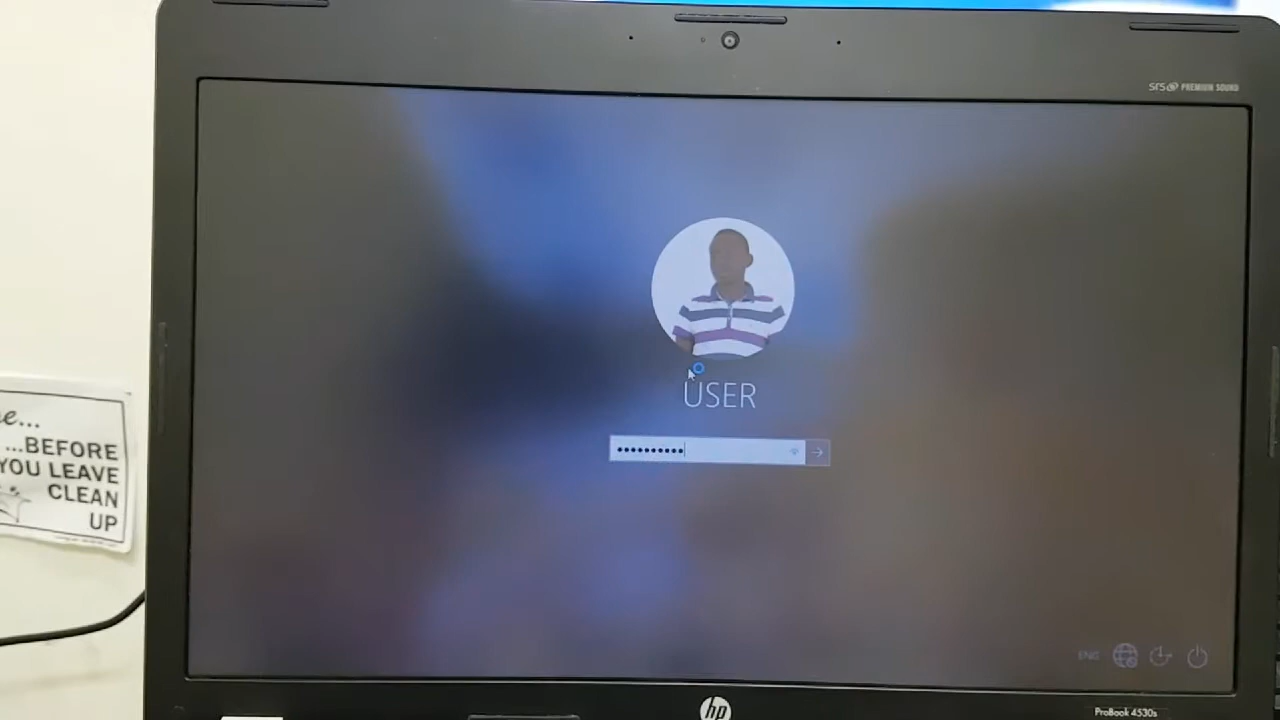 SRS PREMIUM SOUND
USER
••••••••••
e...
...BEFORE
YOU LEAVE
CLEAN
UP
ENG
hp
ProBook 4530s